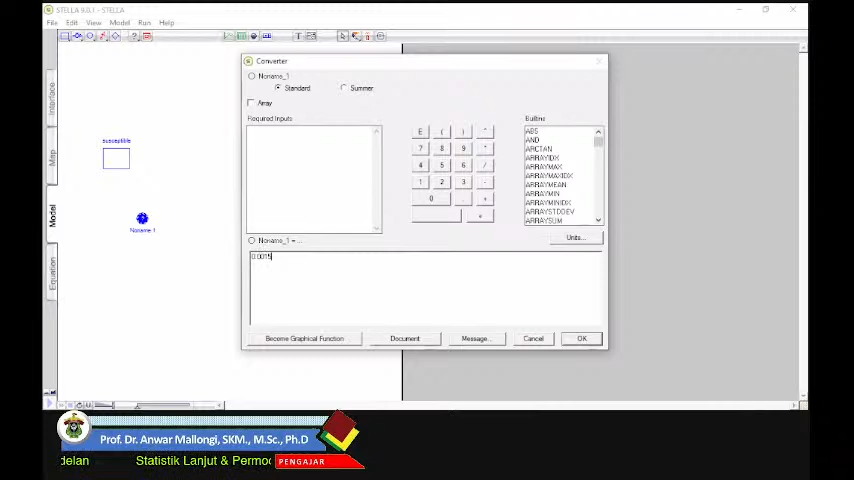 STELLA 9.0.1 - STELLA
File Edit View Model Run Help
Converter
Noname_1
Standard
Summer
Array
Required Inputs
Builtins
E ( ) ^
7 8 9 *
4 5 6 /
1 2 3 -
0 . +
ABS
AND
ARCTAN
ARRAYIDX
ARRAYMAX
ARRAYMAXIDX
ARRAYMEAN
ARRAYMIN
ARRAYMINIDX
ARRAYSTDDEV
ARRAYSUM
Units...
Noname_1 = ...
0.0015
Become Graphical Function
Document
Message...
Cancel
OK
Interface
Map
Model
Equation
susceptible
Noname 1
Prof. Dr. Anwar Mallongi, SKM., M.Sc., Ph.D
delan
Statistik Lanjut & Permod
PENGAJAR